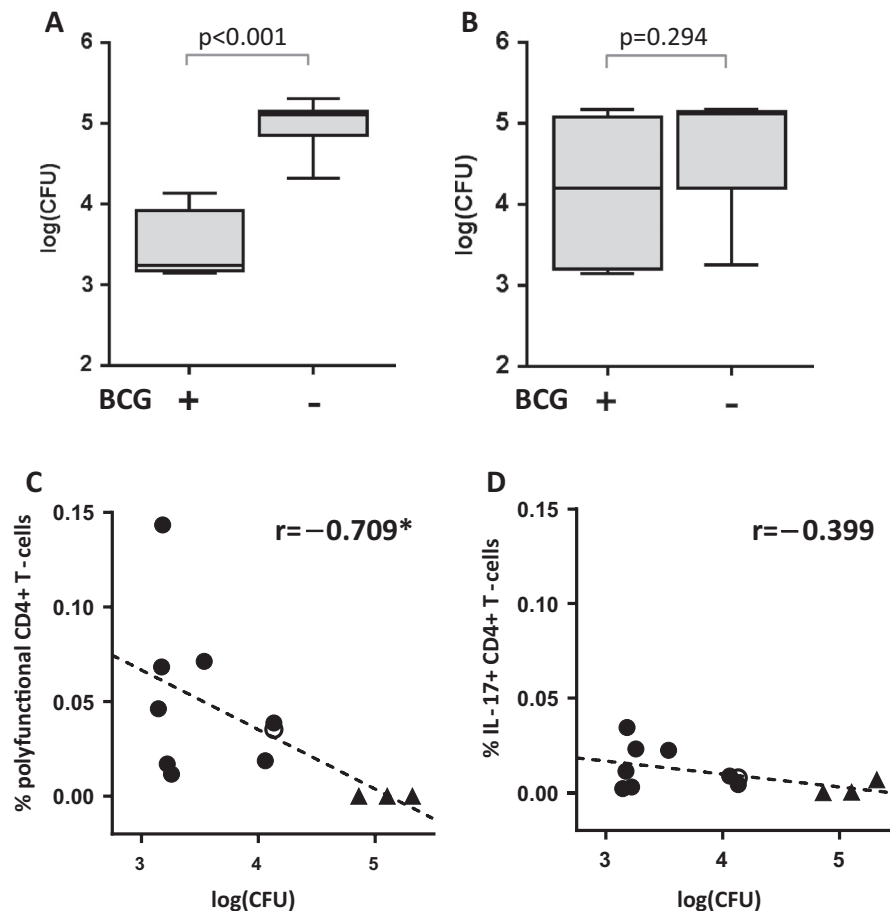 A
p<0.001
6
5
4
3
2
log(CFU)
BCG + -
B
p=0.294
6
5
4
3
2
log(CFU)
BCG + -
C
r=−0.709*
0.15
0.10
0.05
0.00
% polyfunctional CD4+ T-cells
3 4 5
log(CFU)
D
r=−0.399
0.15
0.10
0.05
0.00
% IL-17+ CD4+ T-cells
3 4 5
log(CFU)